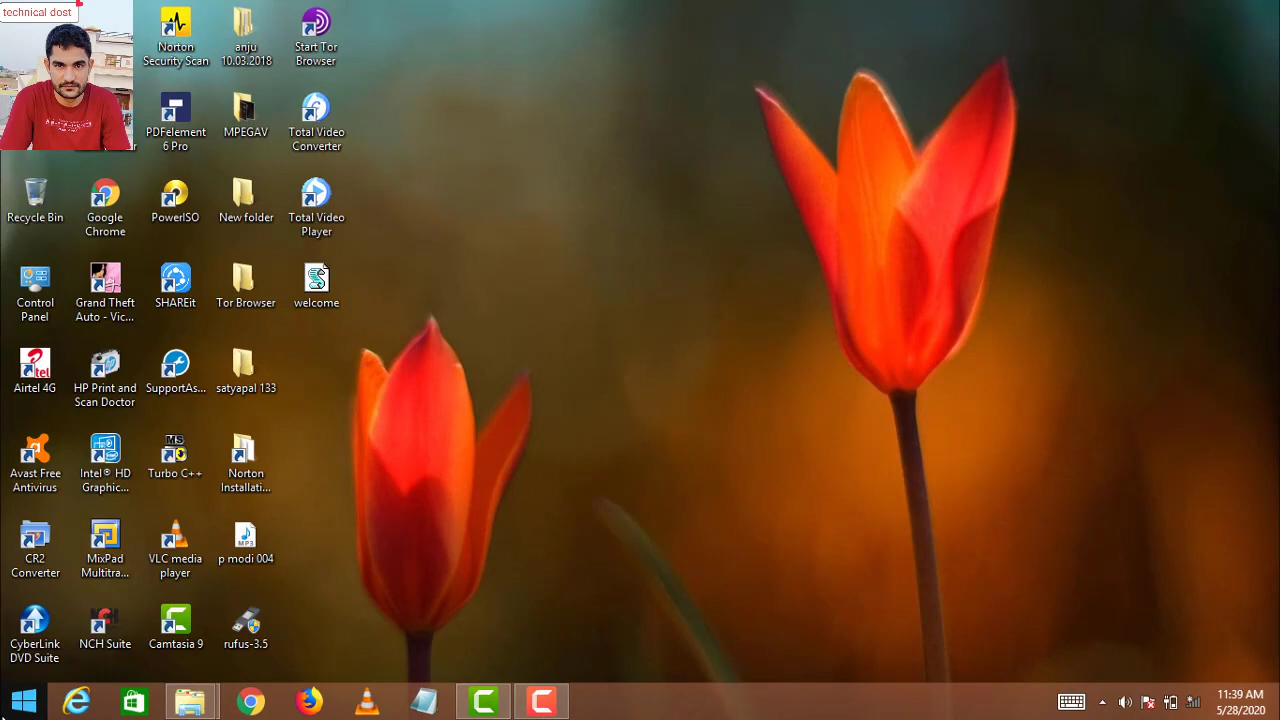 technical dost
Norton
Security Scan
anju
10.03.2018
Start Tor
Browser
PDFelement
6 Pro
MPEGAV
Total Video
Converter
Recycle Bin
Google
Chrome
PowerISO
New folder
Total Video
Player
Control
Panel
Grand Theft
Auto - Vic...
SHAREit
Tor Browser
welcome
airtel
Airtel 4G
HP Print and
Scan Doctor
SupportAs...
satyapal 133
Avast Free
Antivirus
Intel® HD
Graphic...
MS
Turbo C++
Norton
Installati...
CR2
Converter
MixPad
Multitra...
VLC media
player
MP3
p modi 004
CyberLink
DVD Suite
NCH Suite
Camtasia 9
rufus-3.5
11:39 AM
5/28/2020